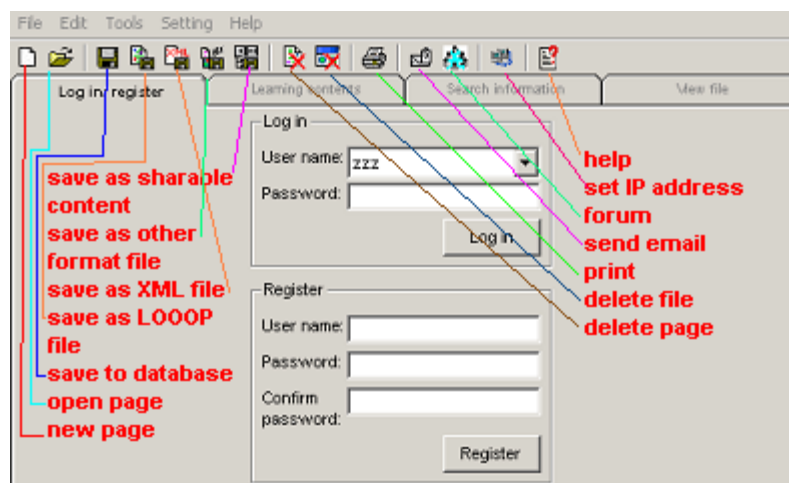 File Edit Tools Setting Help
Log in/register
Learning contents
Search information
View file
Log in
User name: zzz
Password:
Log in
Register
User name:
Password:
Confirm
password:
Register
save as sharable
content
save as other
format file
save as XML file
save as LOOOP
file
save to database
open page
new page
help
set IP address
forum
send email
print
delete file
delete page